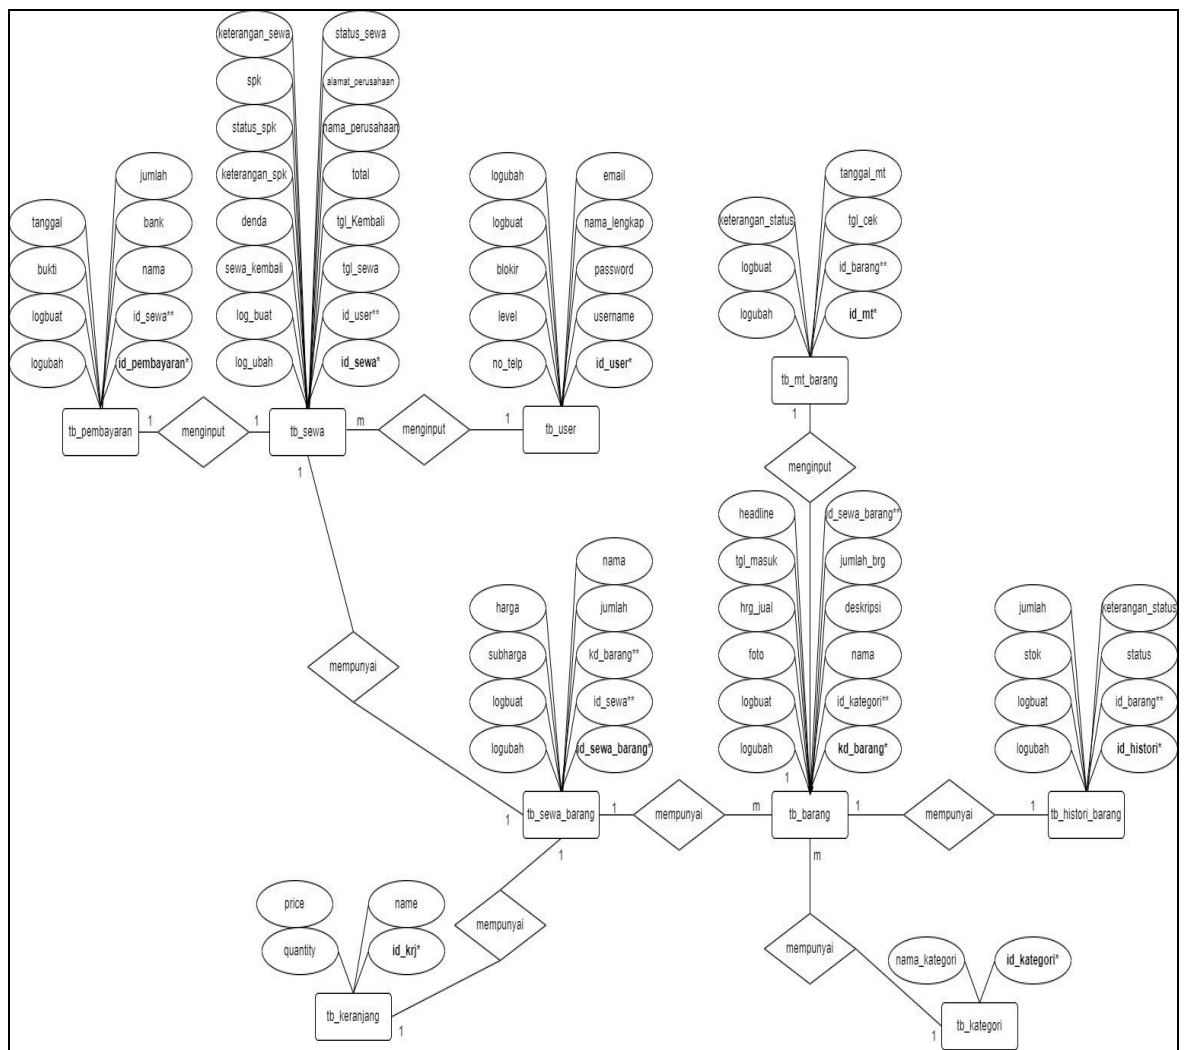 keterangan_sewa
status_sewa
spk
alamat_perusahaan
status_spk
nama_perusahaan
keterangan_spk
total
denda
tgl_Kembali
sewa_kembali
tgl_sewa
log_buat
id_user**
log_ubah
id_sewa*
jumlah
tanggal
bank
bukti
nama
logbuat
id_sewa**
logubah
id_pembayaran*
logubah
email
logbuat
nama_lengkap
blokir
password
level
username
no_telp
id_user*
tanggal_mt
keterangan_status
tgl_cek
logbuat
id_barang**
logubah
id_mt*
tb_mt_barang
1
tb_pembayaran
1
menginput
1
tb_sewa
m
menginput
1
tb_user
1
menginput
headline
id_sewa_barang**
tgl_masuk
jumlah_brg
hrg_jual
deskripsi
foto
nama
logbuat
id_kategori**
logubah
kd_barang*
1
nama
harga
jumlah
subharga
kd_barang**
logbuat
id_sewa**
logubah
id_sewa_barang*
jumlah
keterangan_status
stok
status
logbuat
id_barang**
logubah
id_histori*
mempunyai
1
tb_sewa_barang
1
mempunyai
m
tb_barang
1
mempunyai
1
tb_histori_barang
1
m
price
name
quantity
id_krj*
mempunyai
tb_keranjang
1
mempunyai
nama_kategori
id_kategori*
1
tb_kategori